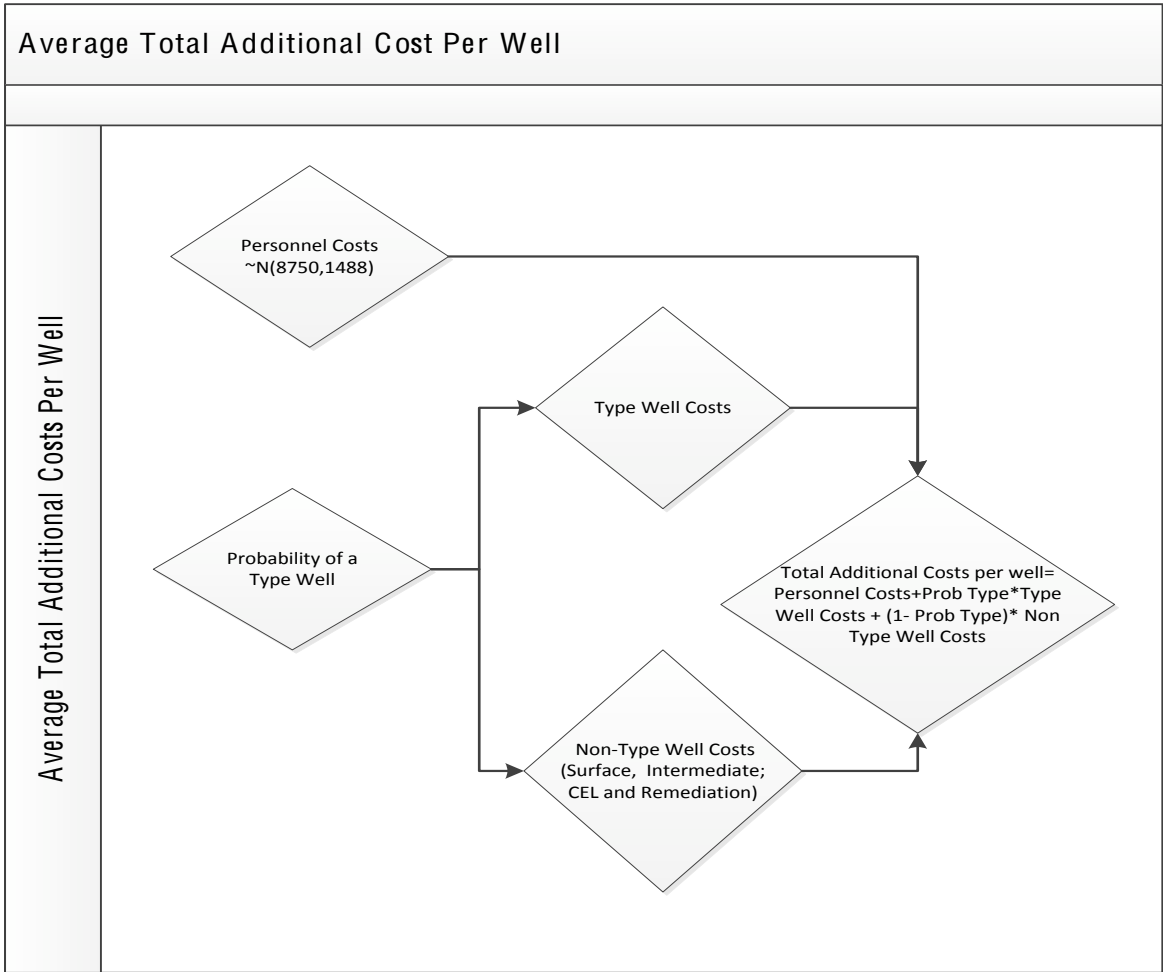 Average Total Additional Cost Per Well
Average Total Additional Costs Per Well
Personnel Costs
~N(8750,1488)
Type Well Costs
Probability of a
Type Well
Total Additional Costs per well=
Personnel Costs+Prob Type*Type
Well Costs + (1- Prob Type)* Non
Type Well Costs
Non-Type Well Costs
(Surface, Intermediate;
CEL and Remediation)